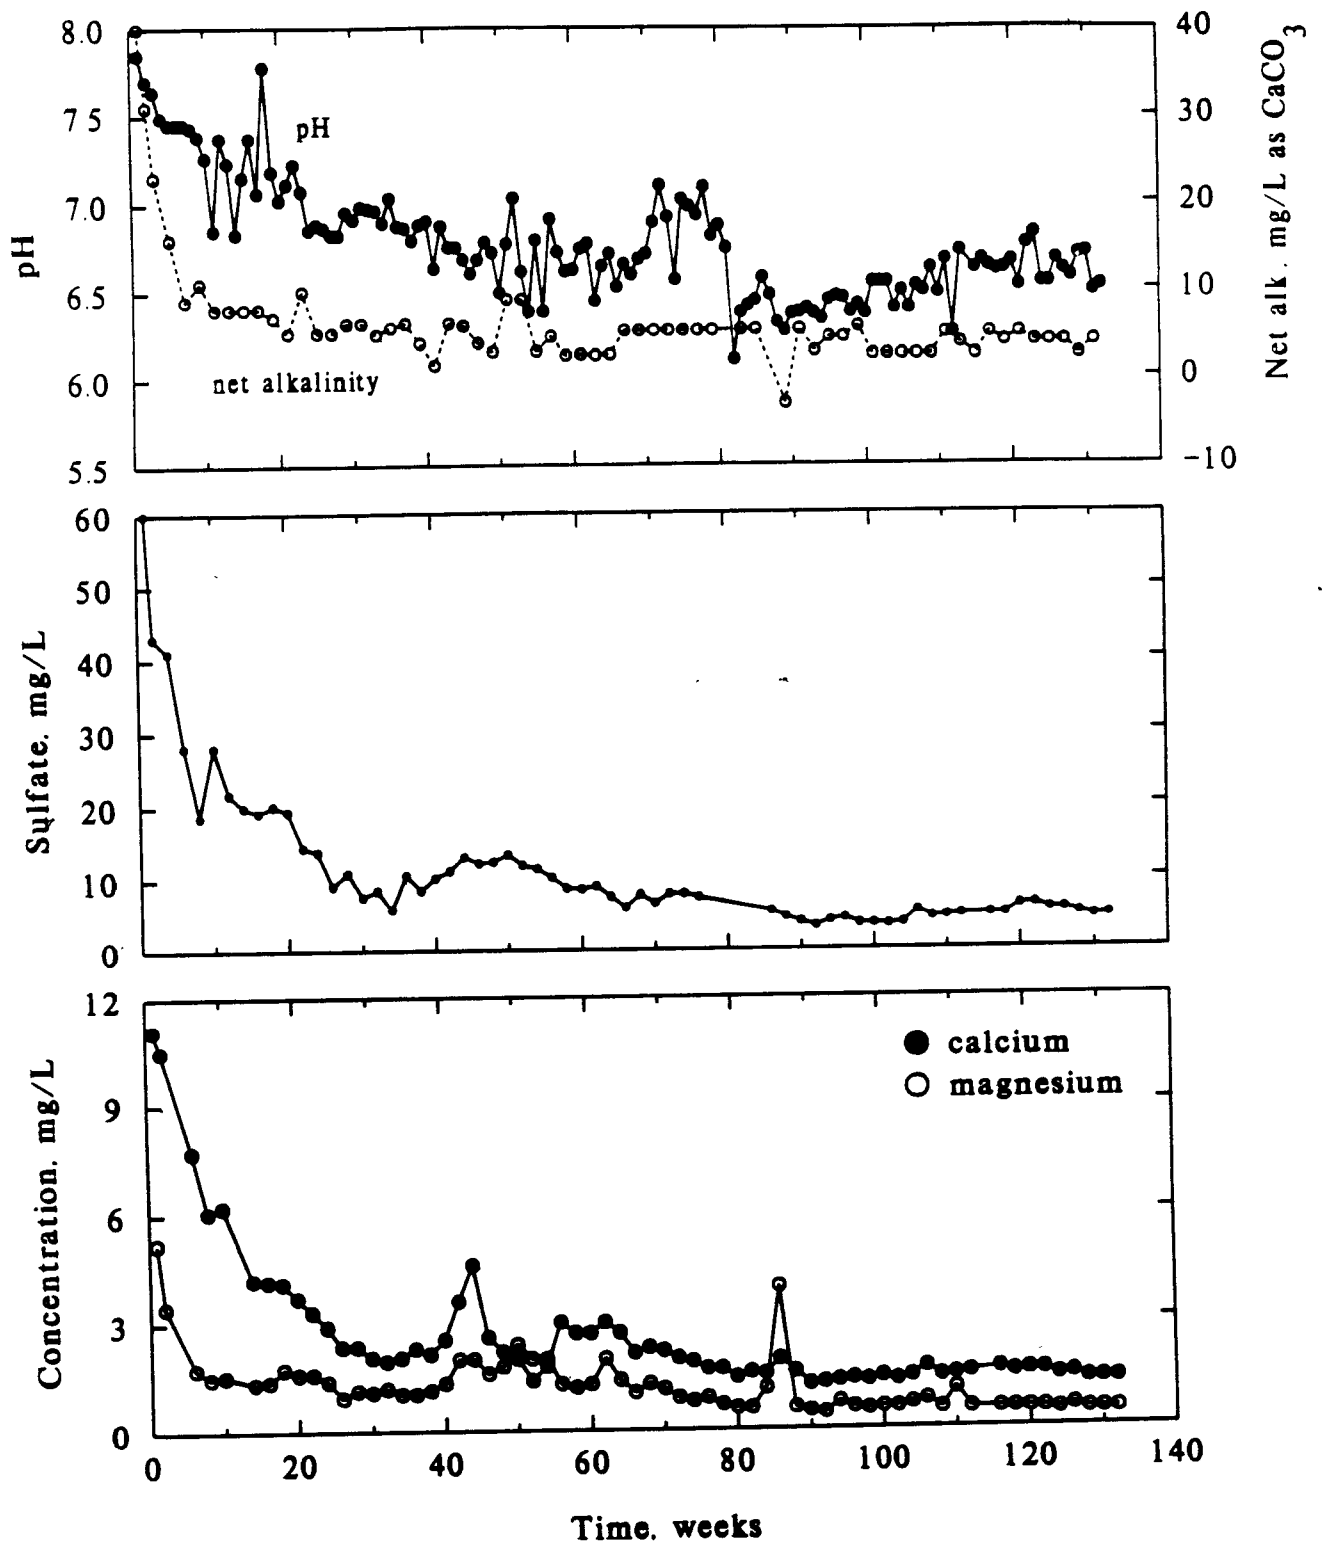 8.0
7.5
7.0
6.5
6.0
5.5
pH
40
30
20
10
0
−10
Net alk. mg/L as CaCO3
pH
net alkalinity
60
50
40
30
20
10
0
Sulfate. mg/L
12
9
6
3
0
Concentration. mg/L
calcium
magnesium
0 20 40 60 80 100 120 140
Time. weeks